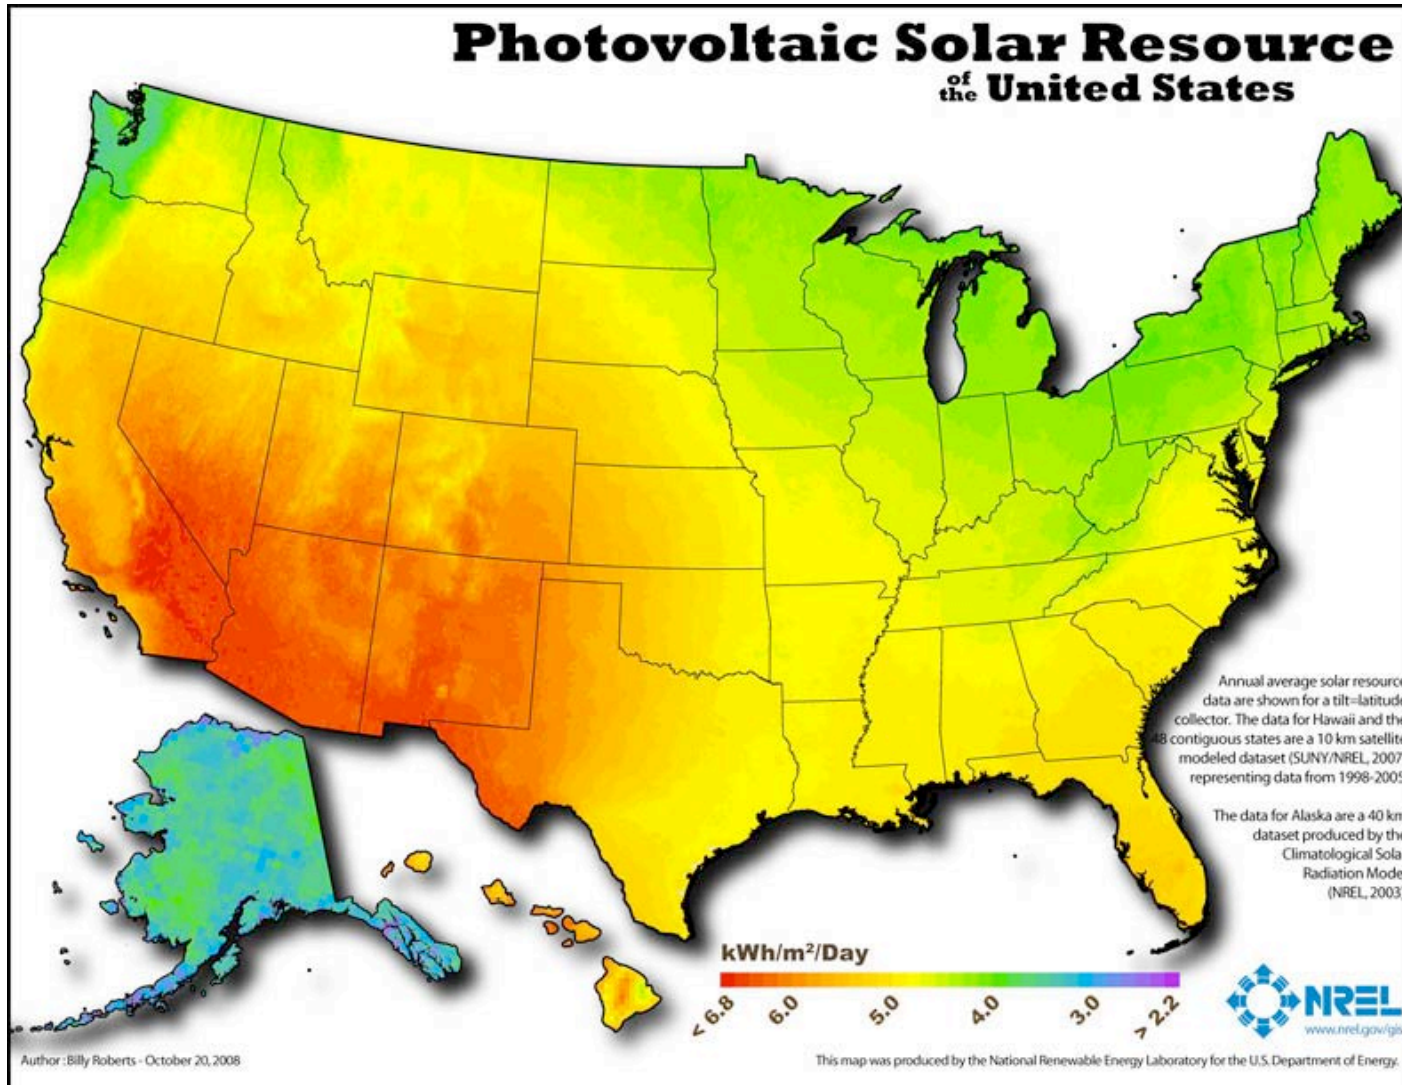 Photovoltaic Solar Resource
of the United States
Annual average solar resource
data are shown for a tilt=latitude
collector. The data for Hawaii and the
48 contiguous states are a 10 km satellite
modeled dataset (SUNY/NREL, 2007
representing data from 1998-2005
The data for Alaska are a 40 km
dataset produced by the
Climatological Sola
Radiation Mode
(NREL, 2003)
kWh/m²/Day
< 6.8 6.0 5.0 4.0 3.0 > 2.2
NREL
www.nrel.gov/gis
Author : Billy Roberts - October 20, 2008
This map was produced by the National Renewable Energy Laboratory for the U.S. Department of Energy.